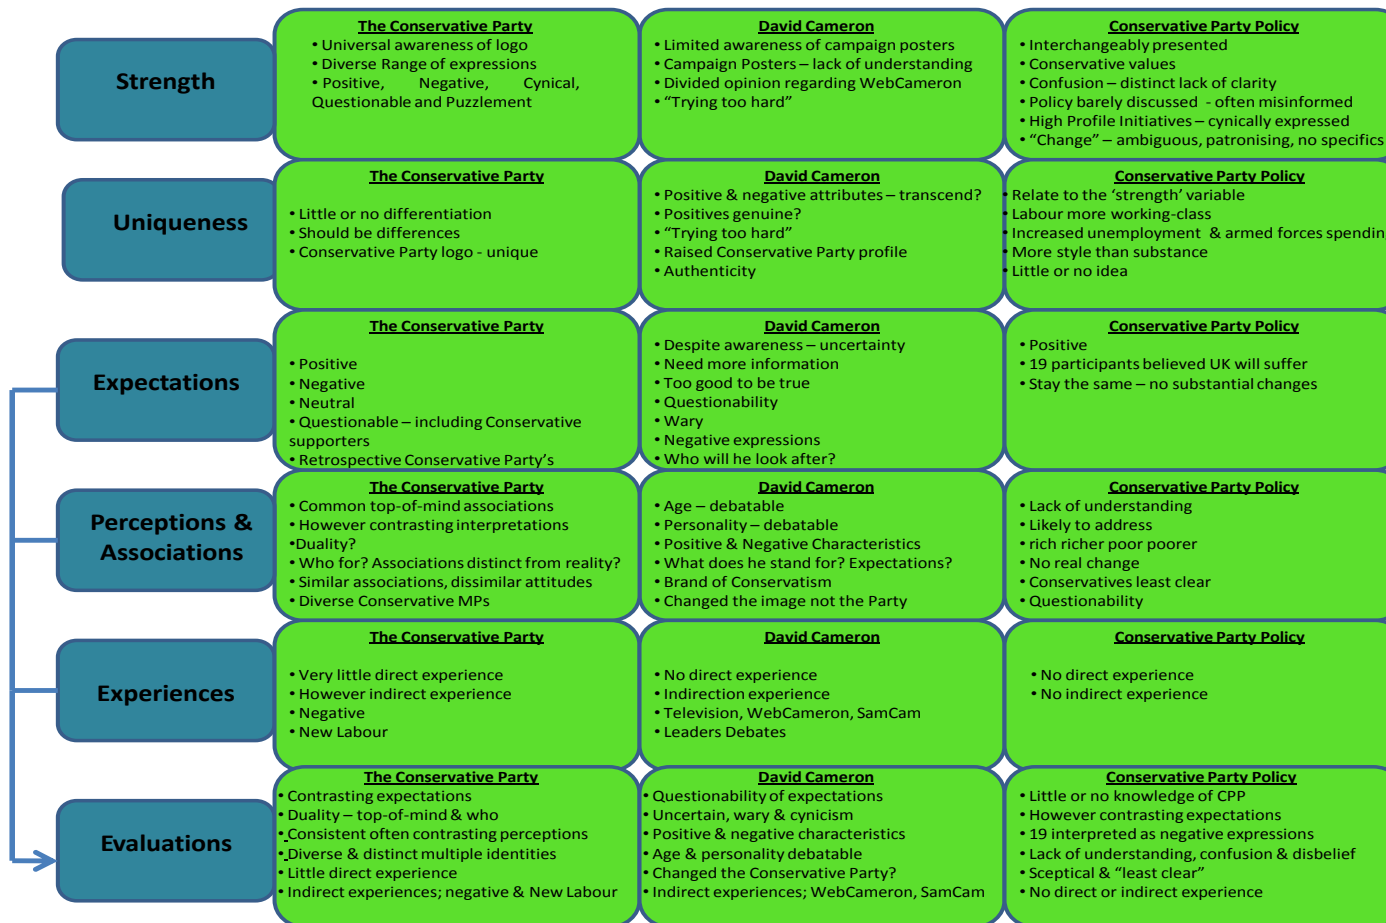 Strength
The Conservative Party
• Universal awareness of logo
• Diverse Range of expressions
• Positive, Negative, Cynical,
Questionable and Puzzlement
David Cameron
• Limited awareness of campaign posters
• Campaign Posters – lack of understanding
• Divided opinion regarding WebCameron
• “Trying too hard”
Conservative Party Policy
• Interchangeably presented
• Conservative values
• Confusion – distinct lack of clarity
• Policy barely discussed - often misinformed
• High Profile Initiatives – cynically expressed
• “Change” – ambiguous, patronising, no specifics
Uniqueness
The Conservative Party
• Little or no differentiation
• Should be differences
• Conservative Party logo - unique
David Cameron
• Positive & negative attributes – transcend?
• Positives genuine?
• “Trying too hard”
• Raised Conservative Party profile
• Authenticity
Conservative Party Policy
• Relate to the ‘strength’ variable
• Labour more working-class
• Increased unemployment & armed forces spendin
• More style than substance
• Little or no idea
Expectations
The Conservative Party
• Positive
• Negative
• Neutral
• Questionable – including Conservative
supporters
• Retrospective Conservative Party’s
David Cameron
• Despite awareness – uncertainty
• Need more information
• Too good to be true
• Questionability
• Wary
• Negative expressions
• Who will he look after?
Conservative Party Policy
• Positive
• 19 participants believed UK will suffer
• Stay the same – no substantial changes
Perceptions &
Associations
The Conservative Party
• Common top-of-mind associations
• However contrasting interpretations
•Duality?
• Who for? Associations distinct from reality?
• Similar associations, dissimilar attitudes
• Diverse Conservative MPs
David Cameron
• Age – debatable
• Personality – debatable
• Positive & Negative Characteristics
• What does he stand for? Expectations?
• Brand of Conservatism
• Changed the image not the Party
Conservative Party Policy
• Lack of understanding
• Likely to address
• rich richer poor poorer
• No real change
• Conservatives least clear
• Questionability
Experiences
The Conservative Party
• Very little direct experience
• However indirect experience
• Negative
• New Labour
David Cameron
• No direct experience
• Indirection experience
• Television, WebCameron, SamCam
• Leaders Debates
Conservative Party Policy
• No direct experience
• No indirect experience
Evaluations
The Conservative Party
• Contrasting expectations
• Duality – top-of-mind & who
• Consistent often contrasting perceptions
• Diverse & distinct multiple identities
• Little direct experience
• Indirect experiences; negative & New Labour
David Cameron
• Questionability of expectations
• Uncertain, wary & cynicism
• Positive & negative characteristics
• Age & personality debatable
• Changed the Conservative Party?
• Indirect experiences; WebCameron, SamCam
Conservative Party Policy
• Little or no knowledge of CPP
• However contrasting expectations
• 19 interpreted as negative expressions
• Lack of understanding, confusion & disbelief
• Sceptical & “least clear”
• No direct or indirect experience